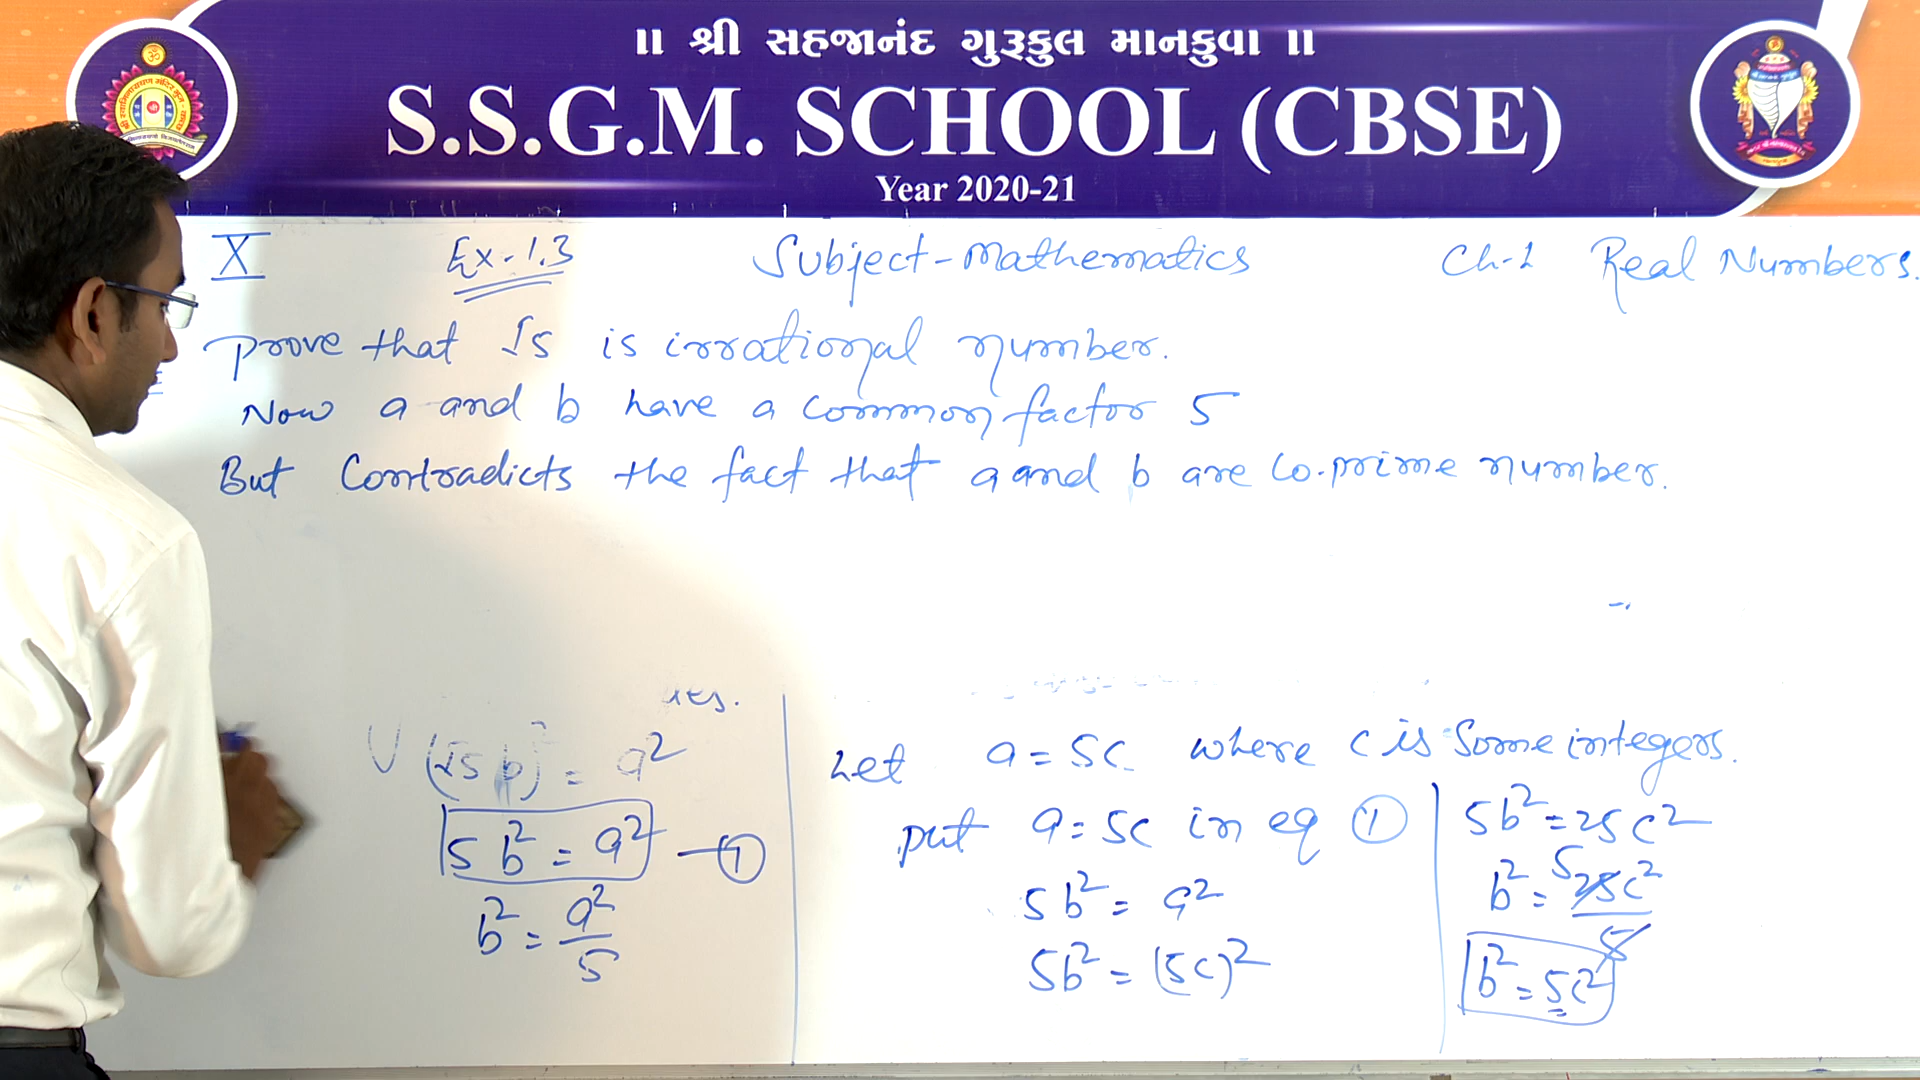 ॥ શ્રી સહજાનંદ ગુરૂકુલ માનકુવા ॥
S.S.G.M. SCHOOL (CBSE)
Year 2020-21
X Ex-1.3 Subject-Mathematics Ch-1 Real Numbers.
prove that √5 is irrational number.
Now a and b have a common factor 5
But Contradicts the fact that a and b are co-prime number.
(√5 b)² = a²
5b² = a² —①
b² = a²/5
Let a = 5c where c is some integers.
put a = 5c in eq ①
5b² = a²
5b² = (5c)²
5b² = 25c²
b² = 5 25c²/5
b² = 5c²